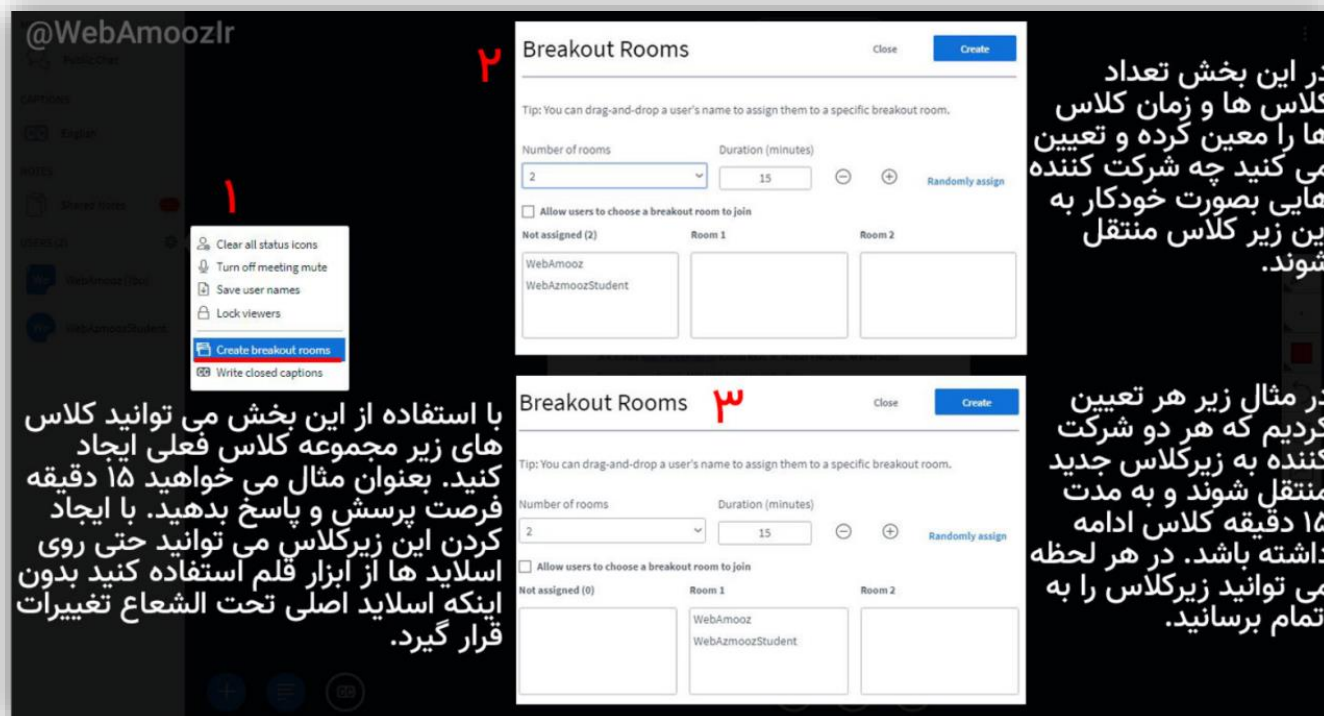 @WebAmoozIr
Public Chat
CAPTIONS
English
NOTES
Shared Notes
USERS (2)
WebAmooz
WebAzmoozStudent
۱
Clear all status icons
Turn off meeting mute
Save user names
Lock viewers
Create breakout rooms
Write closed captions
با استفاده از این بخش می توانید کلاس
های زیر مجموعه کلاس فعلی ایجاد
کنید. بعنوان مثال می خواهید ۱۵ دقیقه
فرصت پرسش و پاسخ بدهید. با ایجاد
کردن این زیرکلاس می توانید حتی روی
اسلاید ها از ابزار قلم استفاده کنید بدون
اینکه اسلاید اصلی تحت الشعاع تغییرات
قرار گیرد.
۲
Breakout Rooms Close Create
Tip: You can drag-and-drop a user's name to assign them to a specific breakout room.
Number of rooms Duration (minutes)
2 15 Randomly assign
Allow users to choose a breakout room to join
Not assigned (2) Room 1 Room 2
WebAmooz
WebAzmoozStudent
در این بخش تعداد
کلاس ها و زمان کلاس
ها را معین کرده و تعیین
می کنید چه شرکت کننده
هایی بصورت خودکار به
این زیر کلاس منتقل
شوند.
۳
Breakout Rooms Close Create
Tip: You can drag-and-drop a user's name to assign them to a specific breakout room.
Number of rooms Duration (minutes)
2 15 Randomly assign
Allow users to choose a breakout room to join
Not assigned (0) Room 1 Room 2
WebAmooz
WebAzmoozStudent
در مثال زیر هر تعیین
کردیم که هر دو شرکت
کننده به زیرکلاس جدید
منتقل شوند و به مدت
۱۵ دقیقه کلاس ادامه
داشته باشد. در هر لحظه
می توانید زیرکلاس را به
اتمام برسانید.